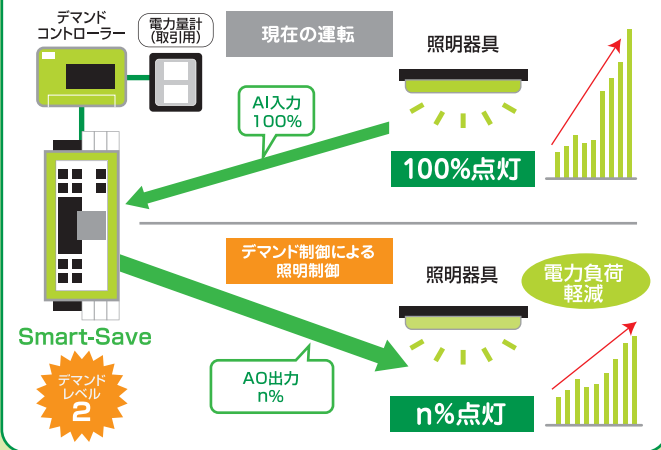 デマンド
コントローラー
電力量計
(取引用)
現在の運転
照明器具
AI入力
100%
100%点灯
デマンド制御による
照明制御
照明器具
電力負荷
軽減
Smart-Save
デマンド
レベル
2
AO出力
n%
n%点灯